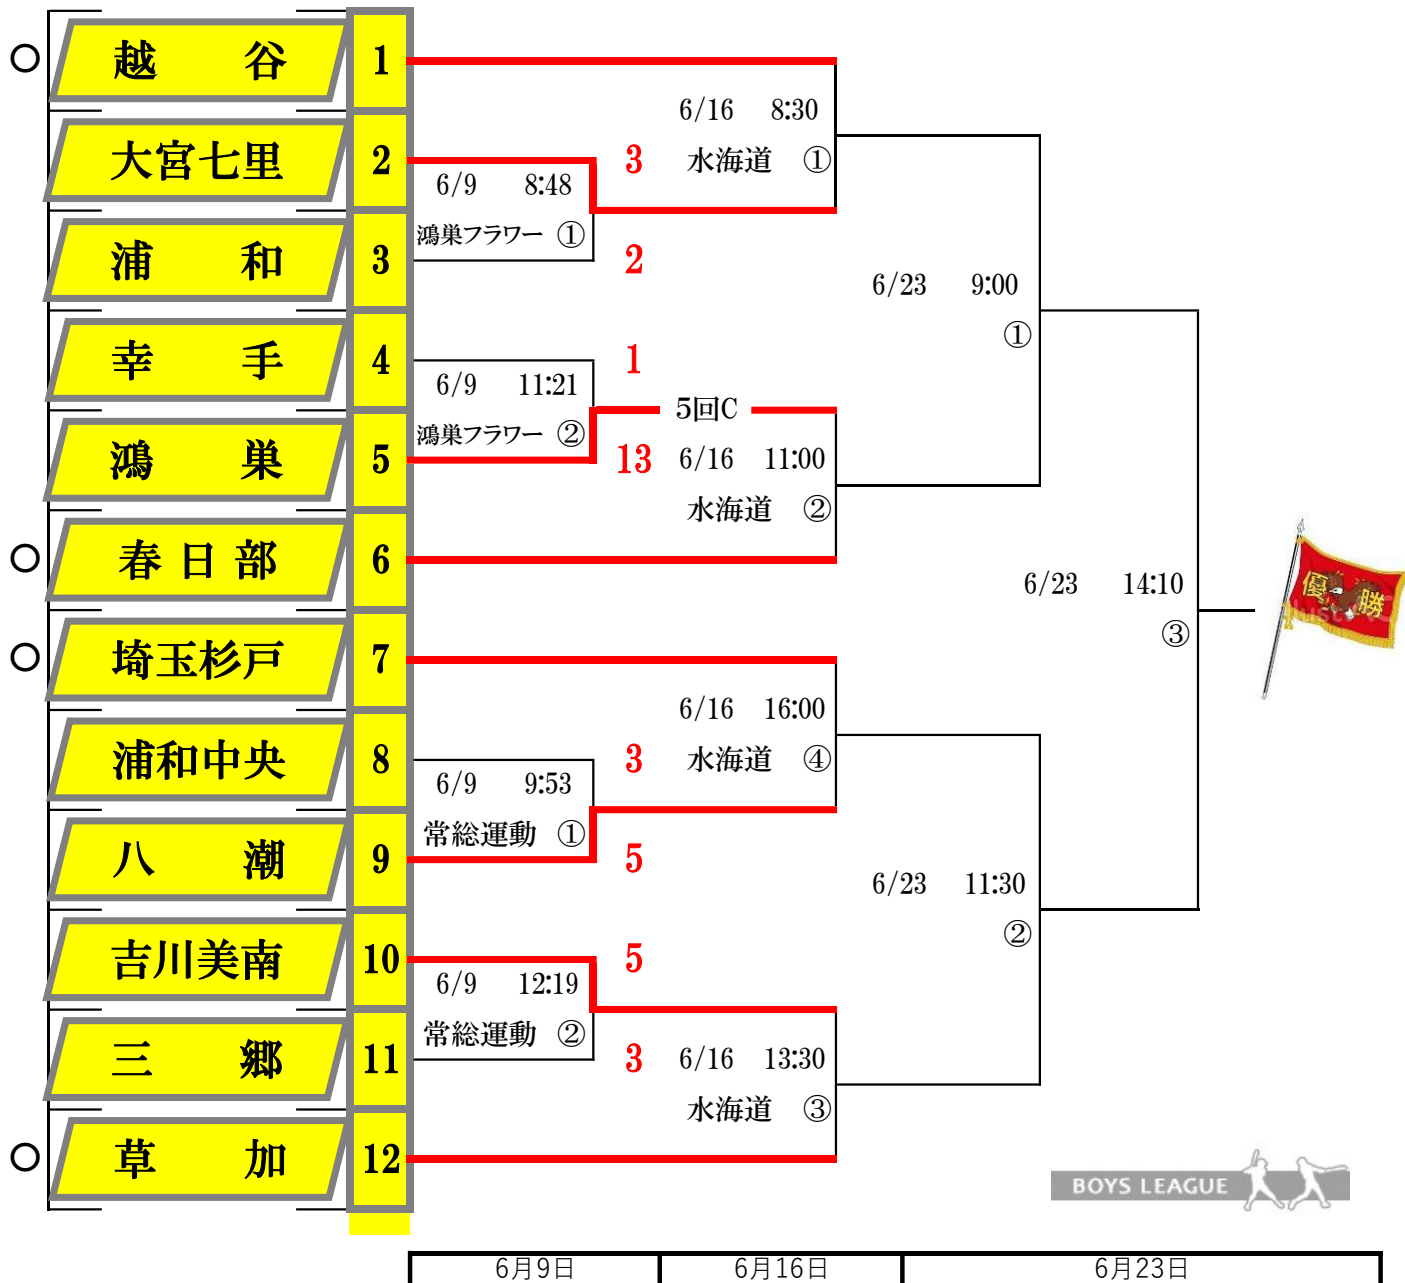 越谷 1
大宮七里 2
浦和 3
幸手 4
鴻巣 5
春日部 6
埼玉杉戸 7
浦和中央 8
八潮 9
吉川美南 10
三郷 11
草加 12
6/9 8:48
鴻巣フラワー ①
3
2
6/9 11:21
鴻巣フラワー ②
1
13
5回C
6/9 9:53
常総運動 ①
3
5
6/9 12:19
常総運動 ②
5
3
6/16 8:30
水海道 ①
6/16 11:00
水海道 ②
6/16 16:00
水海道 ④
6/16 13:30
水海道 ③
6/23 9:00
①
6/23 11:30
②
6/23 14:10
③
優勝
BOYS LEAGUE
6月9日 6月16日 6月23日